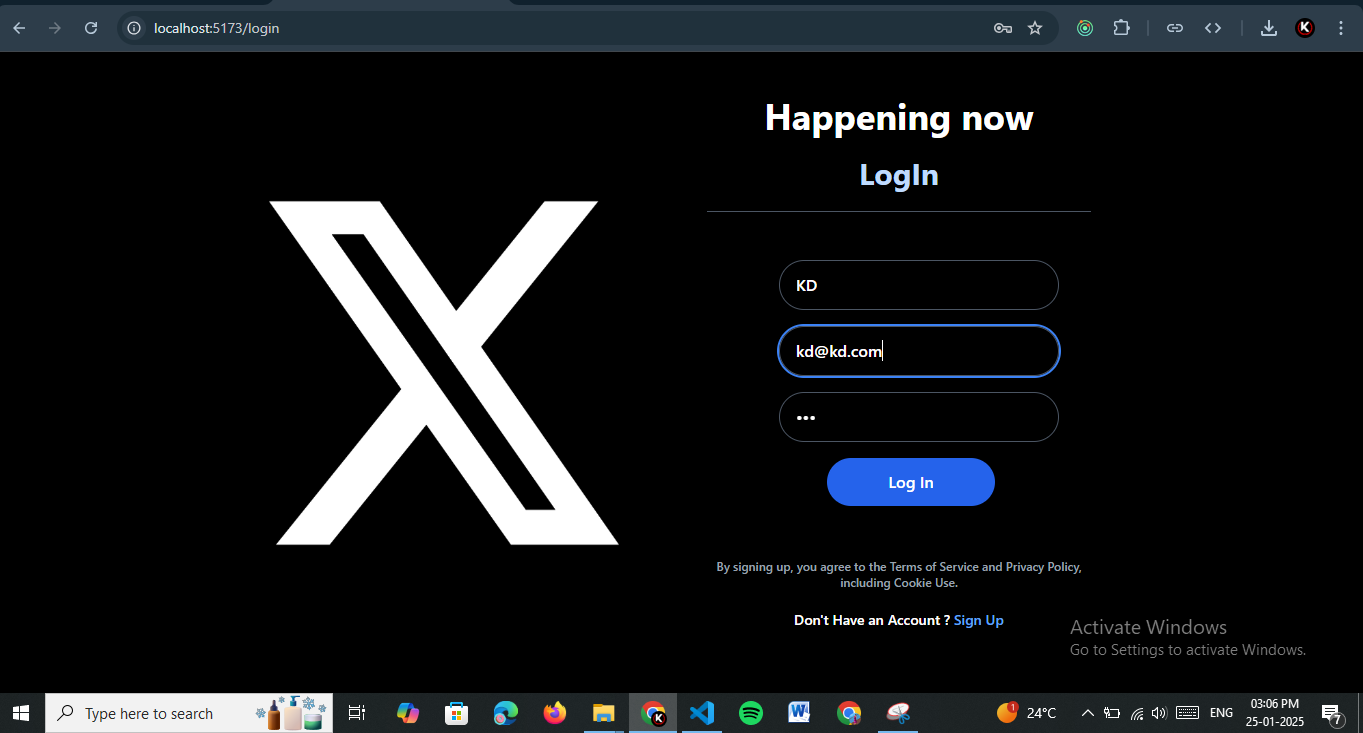 localhost:5173/login
K
Happening now
LogIn
KD
kd@kd.com
•••
Log In
By signing up, you agree to the Terms of Service and Privacy Policy,
including Cookie Use.
Don't Have an Account ? Sign Up
Activate Windows
Go to Settings to activate Windows.
Type here to search
K
W
1
24°C
ENG
03:06 PM
25-01-2025
7